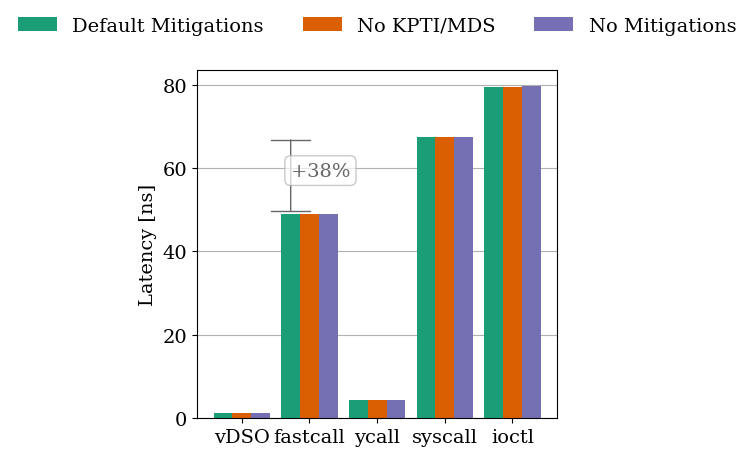 Default Mitigations No KPTI/MDS No Mitigations
80
60
40
20
0
Latency [ns]
+38%
vDSO fastcall ycall syscall ioctl